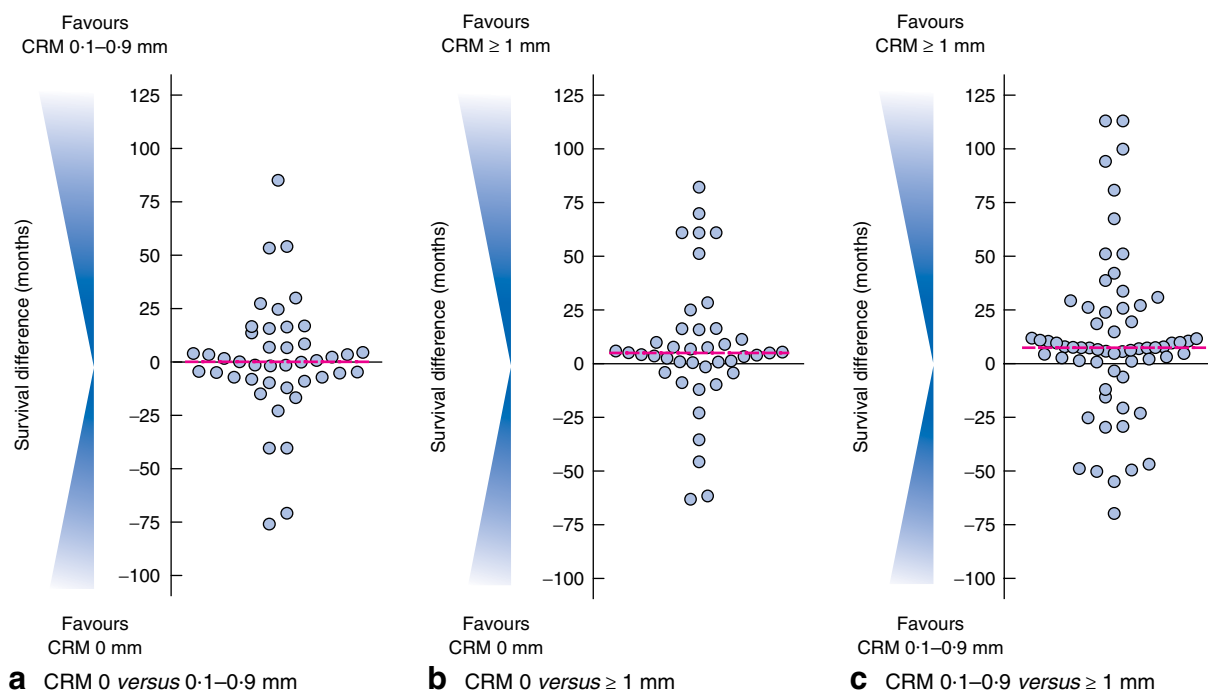 Favours
CRM 0·1–0·9 mm
Survival difference (months)
125
100
75
50
25
0
–25
–50
–75
–100
Favours
CRM 0 mm
a CRM 0 versus 0·1–0·9 mm
Favours
CRM ≥ 1 mm
Survival difference (months)
125
100
75
50
25
0
–25
–50
–75
–100
Favours
CRM 0 mm
b CRM 0 versus ≥ 1 mm
Favours
CRM ≥ 1 mm
Survival difference (months)
125
100
75
50
25
0
–25
–50
–75
–100
Favours
CRM 0·1–0·9 mm
c CRM 0·1–0·9 versus ≥ 1 mm